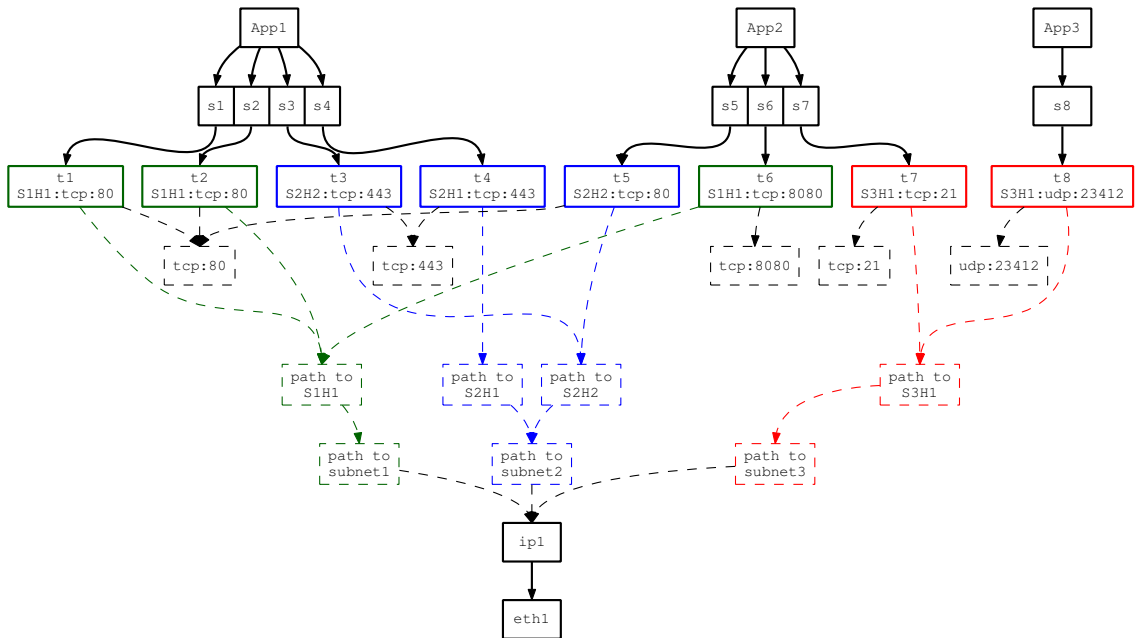 App1
App2
App3
s1
s2
s3
s4
s5
s6
s7
s8
t1
S1H1:tcp:80
t2
S1H1:tcp:80
t3
S2H2:tcp:443
t4
S2H1:tcp:443
t5
S2H2:tcp:80
t6
S1H1:tcp:8080
t7
S3H1:tcp:21
t8
S3H1:udp:23412
tcp:80
tcp:443
tcp:8080
tcp:21
udp:23412
path to
S1H1
path to
S2H1
path to
S2H2
path to
S3H1
path to
subnet1
path to
subnet2
path to
subnet3
ip1
eth1